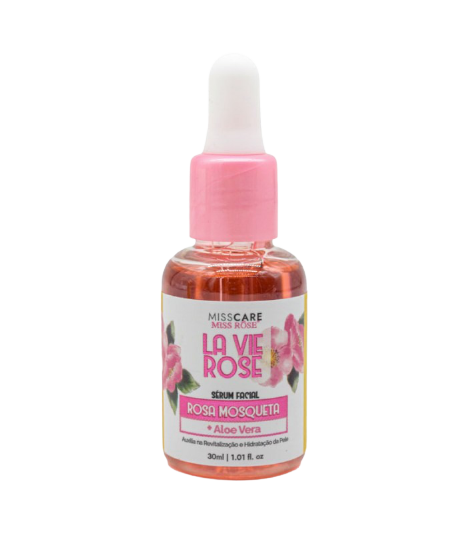 MISSCARE
MISS RÔSE
LA VIE
ROSE
SÉRUM FACIAL
ROSA MOSQUETA
+ Aloe Vera
Auxilia na Revitalização e Hidratação da Pele
30ml | 1.01 fl. oz